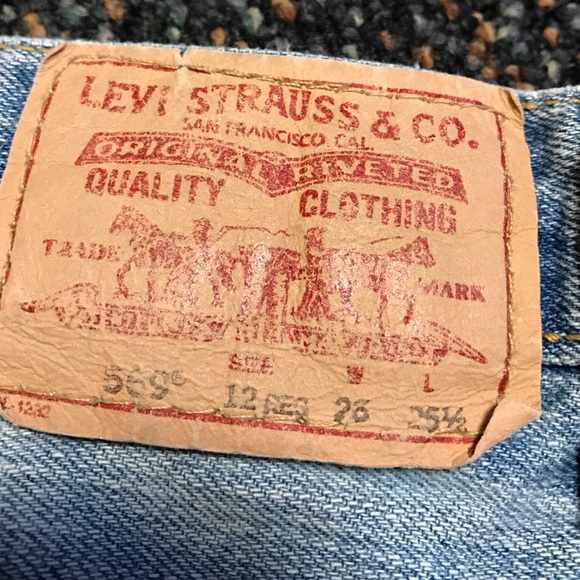 LEVI STRAUSS & CO.
SAN FRANCISCO, CAL.
ORIGINAL RIVETED
QUALITY CLOTHING
TRADE MARK
SIZE W L
569® 12 REG 26 25½